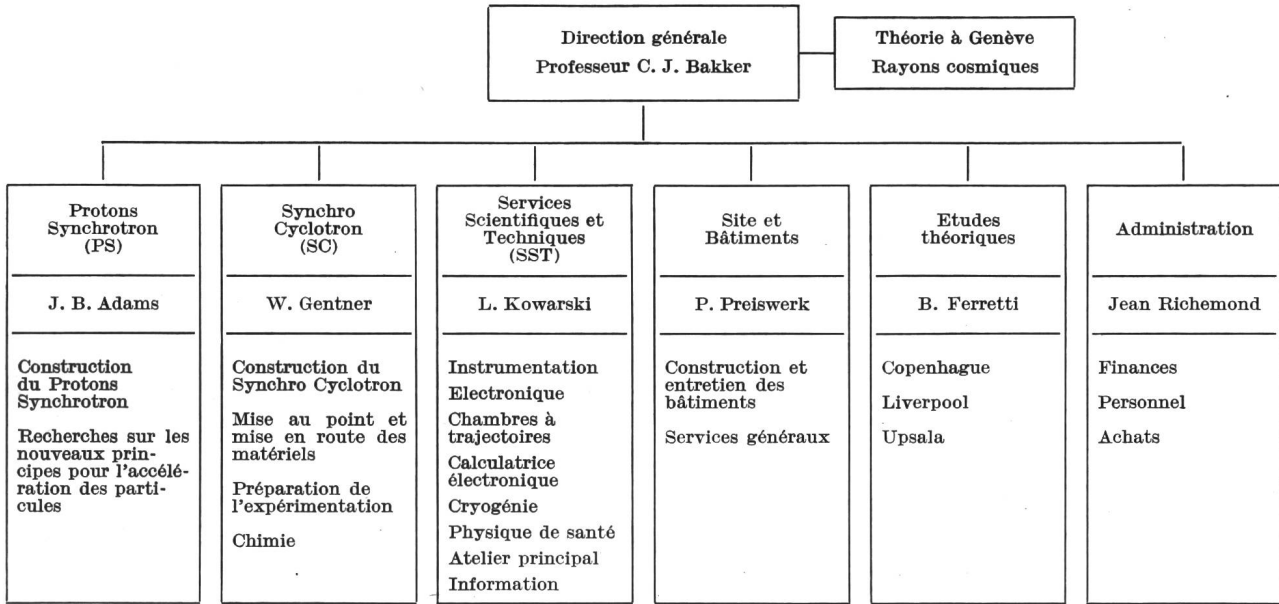 Direction générale
Professeur C. J. Bakker
Théorie à Genève
Rayons cosmiques
Protons
Synchrotron
(PS)
J. B. Adams
Construction
du Protons
Synchrotron
Recherches sur les
nouveaux prin-
cipes pour l'accélé-
ration des parti-
cules
Synchro
Cyclotron
(SC)
W. Gentner
Construction du
Synchro Cyclotron
Mise au point et
mise en route des
matériels
Préparation de
l'expérimentation
Chimie
Services
Scientifiques et
Techniques
(SST)
L. Kowarski
Instrumentation
Electronique
Chambres à
trajectoires
Calculatrice
électronique
Cryogénie
Physique de santé
Atelier principal
Information
Site et
Bâtiments
P. Preiswerk
Construction et
entretien des
bâtiments
Services généraux
Etudes
théoriques
B. Ferretti
Copenhague
Liverpool
Upsala
Administration
Jean Richemond
Finances
Personnel
Achats